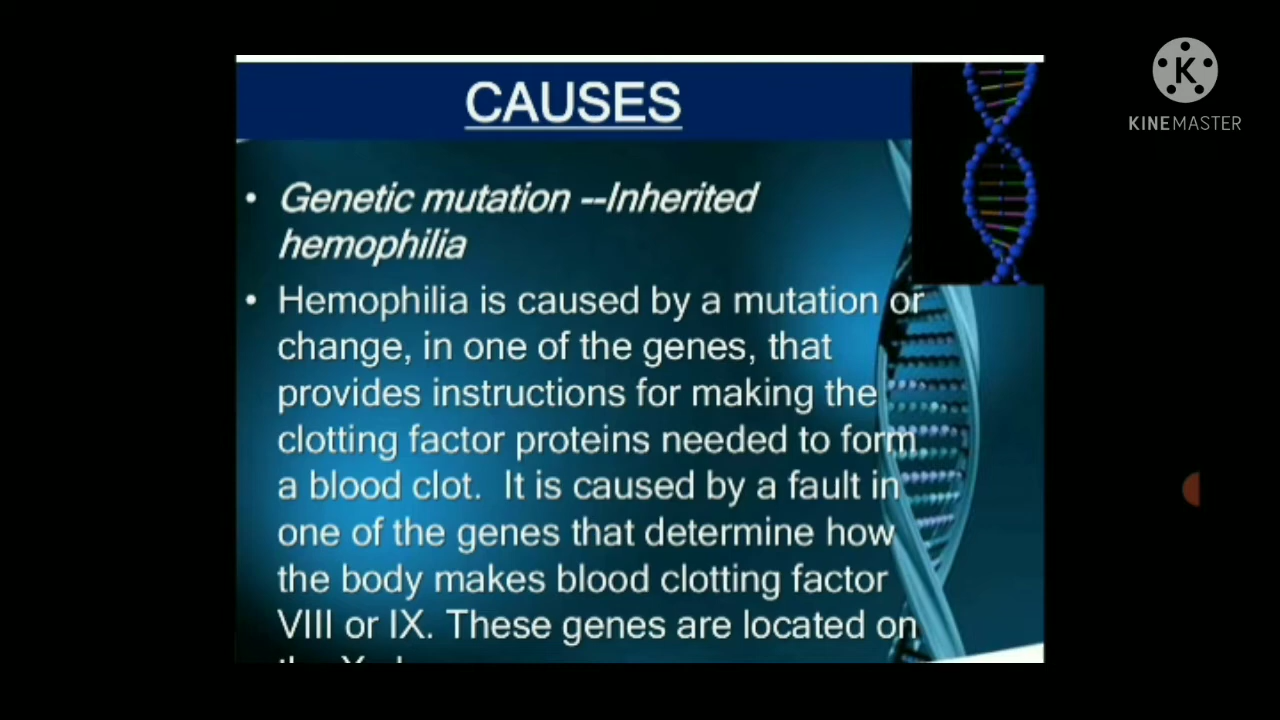 CAUSES
KINEMASTER
• Genetic mutation --Inherited
hemophilia
• Hemophilia is caused by a mutation or
change, in one of the genes, that
provides instructions for making the
clotting factor proteins needed to form
a blood clot. It is caused by a fault in
one of the genes that determine how
the body makes blood clotting factor
VIII or IX. These genes are located on